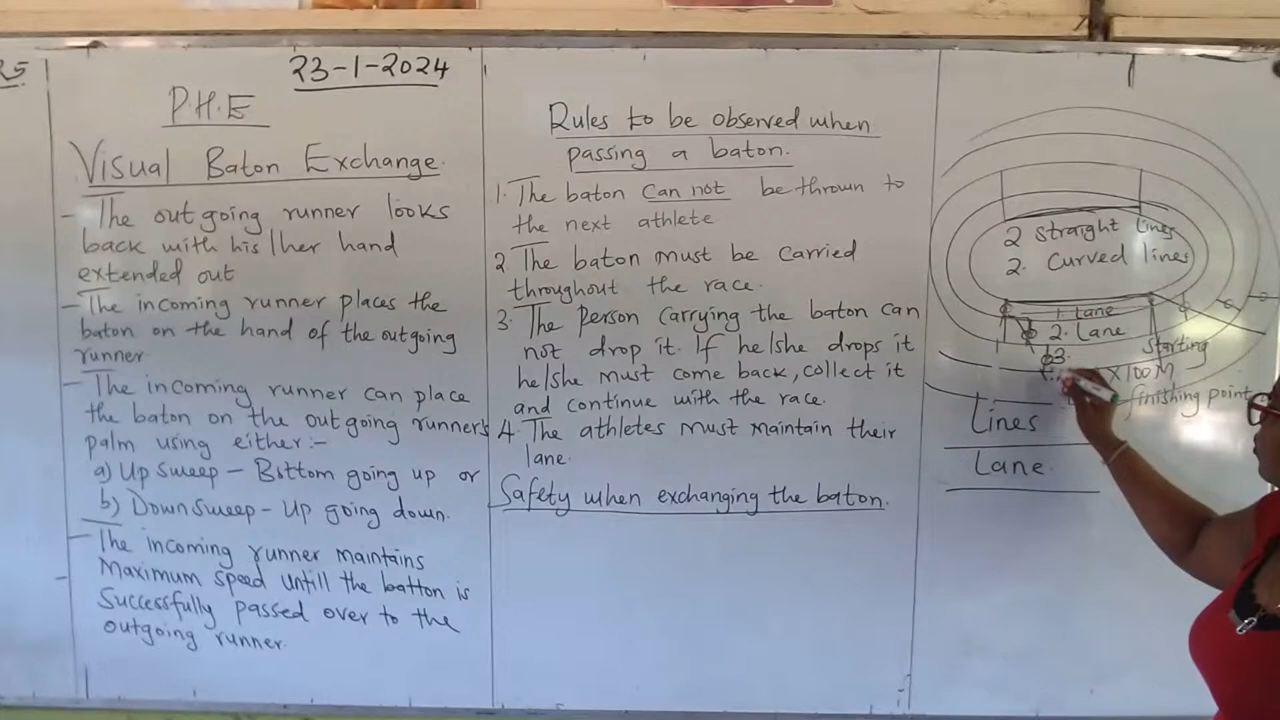 25
23-1-2024
P.H.E
Visual Baton Exchange.
- The out going runner looks
back with his/her hand
extended out
- The incoming runner places the
baton on the hand of the outgoing
runner
- The incoming runner can place
the baton on the outgoing runner's
palm using either:-
a) Up Sweep - Bottom going up or
b) Down Sweep - Up going down.
- The incoming runner maintains
Maximum speed untill the batton is
Successfully passed over to the
outgoing runner.
Rules to be observed when
passing a baton.
1. The baton can not be thrown to
the next athlete
2 The baton must be carried
throughout the race.
3. The person carrying the baton can
not drop it. If he/she drops it
he/she must come back, collect it
and continue with the race.
4. The athletes must maintain their
lane.
Safety when exchanging the baton.
2 straight lines
2. Curved lines
1. Lane
2. Lane
3.
Starting
X100M
finishing point
Lines
Lane.